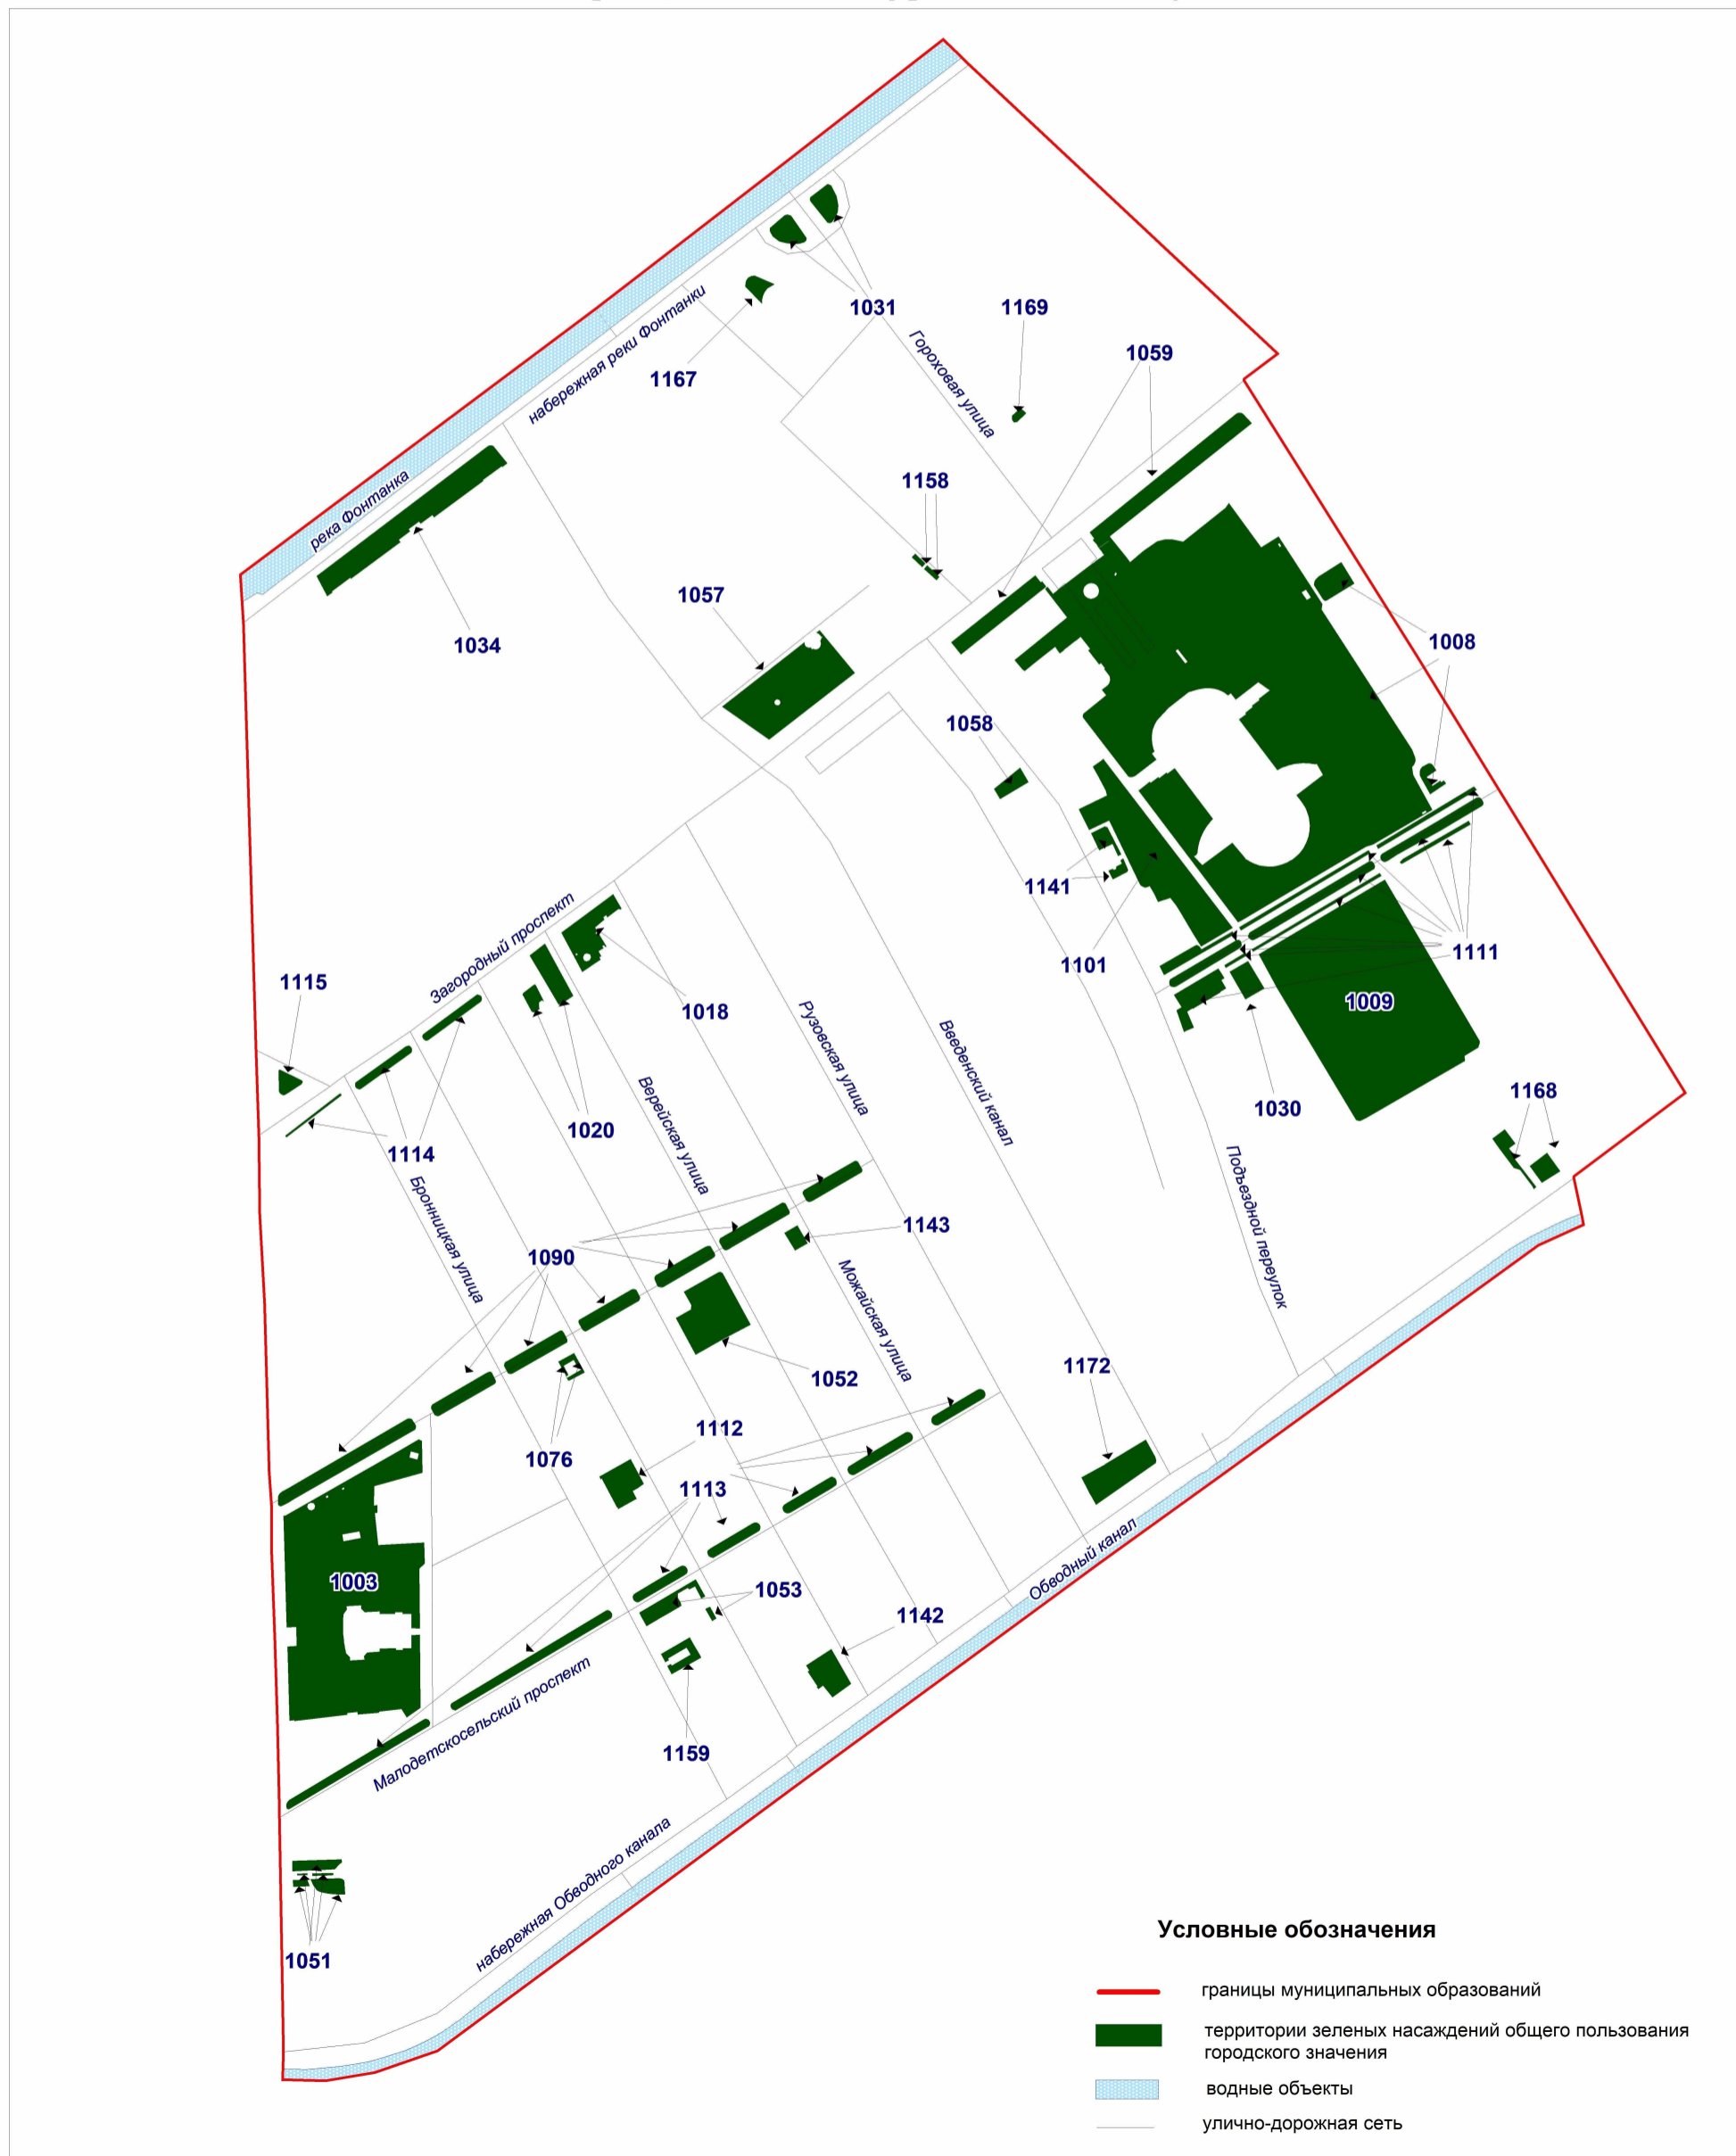 1031
1169
набережная реки Фонтанки
Гороховая улица
1059
1167
река Фонтанка
1158
1057
1034
1008
1058
1141
1101
1111
1009
Загородный проспект
1115
1018
Рузовская улица
Введенский канал
1030
1168
1020
Верейская улица
1114
Бронницкая улица
Подъездной переулок
1143
1090
Можайская улица
1052
1172
1112
1076
1113
Обводный канал
1003
1053
1142
Малодетскосельский проспект
1159
набережная Обводного канала
1051
Условные обозначения
границы муниципальных образований
территории зеленых насаждений общего пользования
городского значения
водные объекты
улично-дорожная сеть